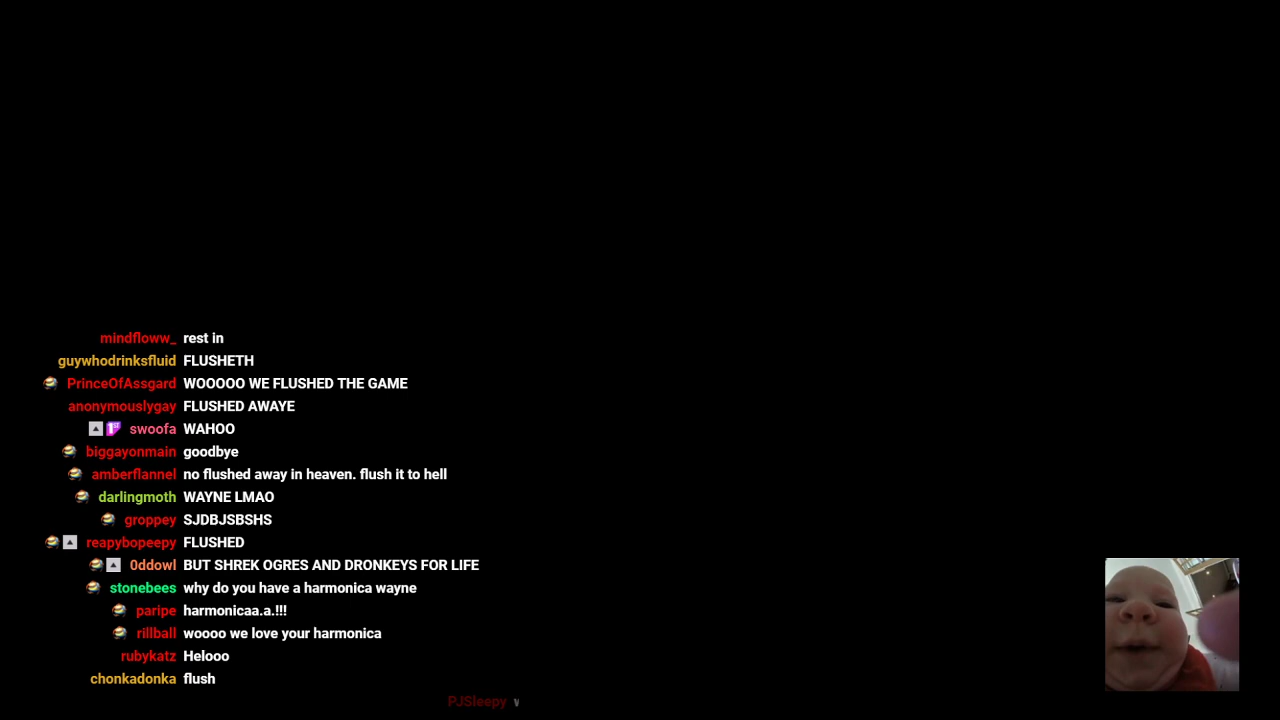 mindfloww_ rest in
guywhodrinksfluid FLUSHETH
PrinceOfAssgard WOOOOO WE FLUSHED THE GAME
anonymouslygay FLUSHED AWAYE
swoofa WAHOO
biggayonmain goodbye
amberflannel no flushed away in heaven. flush it to hell
darlingmoth WAYNE LMAO
groppey SJDBJSBSHS
reapybopeepy FLUSHED
0ddowl BUT SHREK OGRES AND DRONKEYS FOR LIFE
stonebees why do you have a harmonica wayne
paripe harmonicaa.a.!!!
rillball woooo we love your harmonica
rubykatz Helooo
chonkadonka flush
PJSleepy